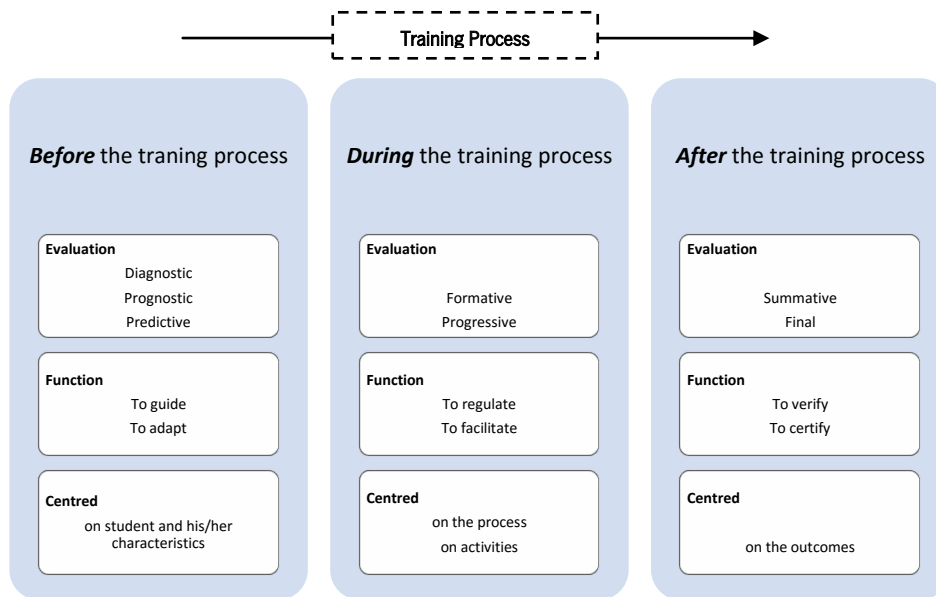 Training Process
Before the traning process
Evaluation
Diagnostic
Prognostic
Predictive
Function
To guide
To adapt
Centred
on student and his/her
characteristics
During the training process
Evaluation
Formative
Progressive
Function
To regulate
To facilitate
Centred
on the process
on activities
After the training process
Evaluation
Summative
Final
Function
To verify
To certify
Centred
on the outcomes